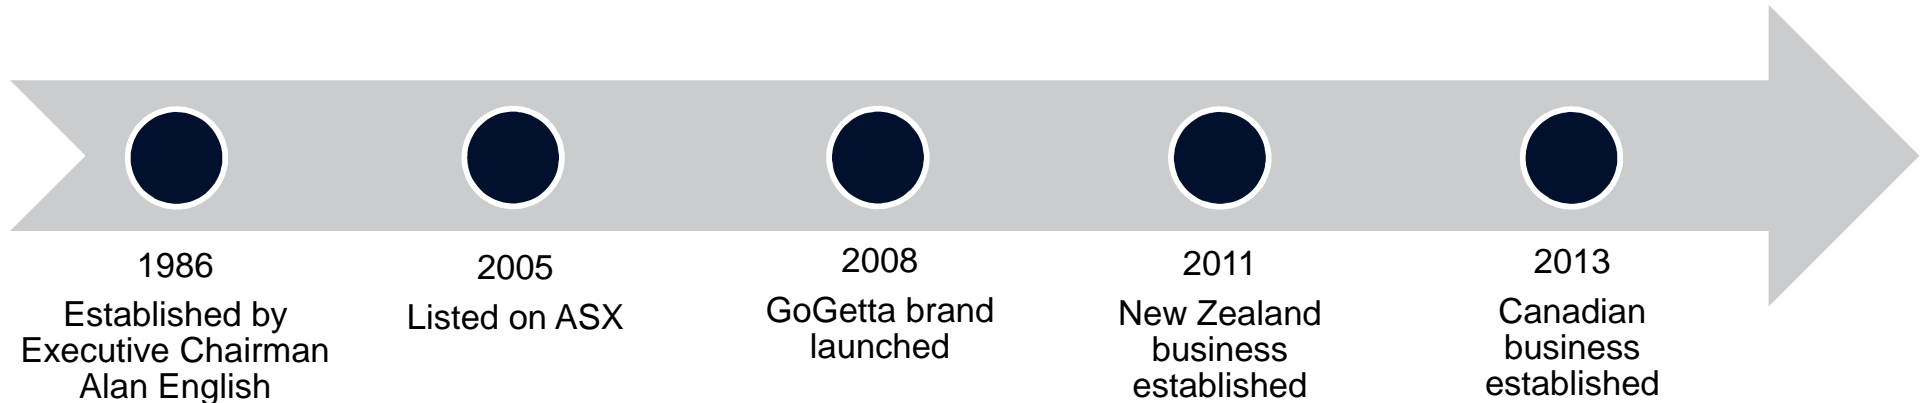 1986
Established by
Executive Chairman
Alan English
2005
Listed on ASX
2008
GoGetta brand
launched
2011
New Zealand
business
established
2013
Canadian
business
established